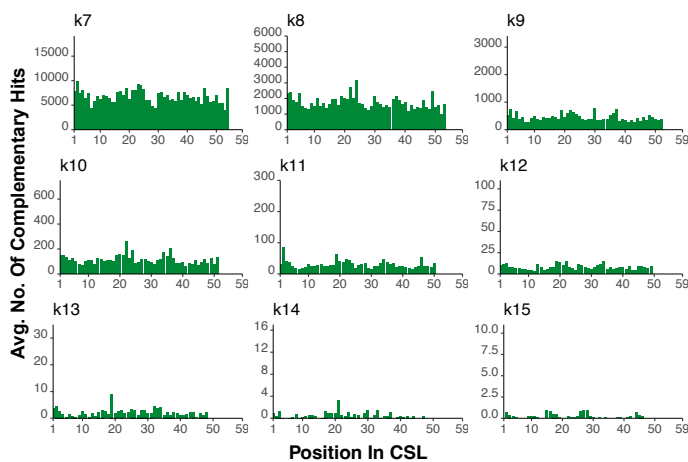 k7 k8 k9
15000 10000 5000 0
6000 5000 4000 3000 2000 1000 0
3000 2000 1000 0
1 10 20 30 40 50 59
1 10 20 30 40 50 59
1 10 20 30 40 50 59
k10 k11 k12
600 400 200 0
300 200 100 0
100 75 50 25 0
1 10 20 30 40 50 59
1 10 20 30 40 50 59
1 10 20 30 40 50 59
k13 k14 k15
30 20 10 0
16 12 8 4 0
10.0 7.5 5.0 2.5 0.0
1 10 20 30 40 50 59
1 10 20 30 40 50 59
1 10 20 30 40 50 59
Avg. No. Of Complementary Hits
Position In CSL